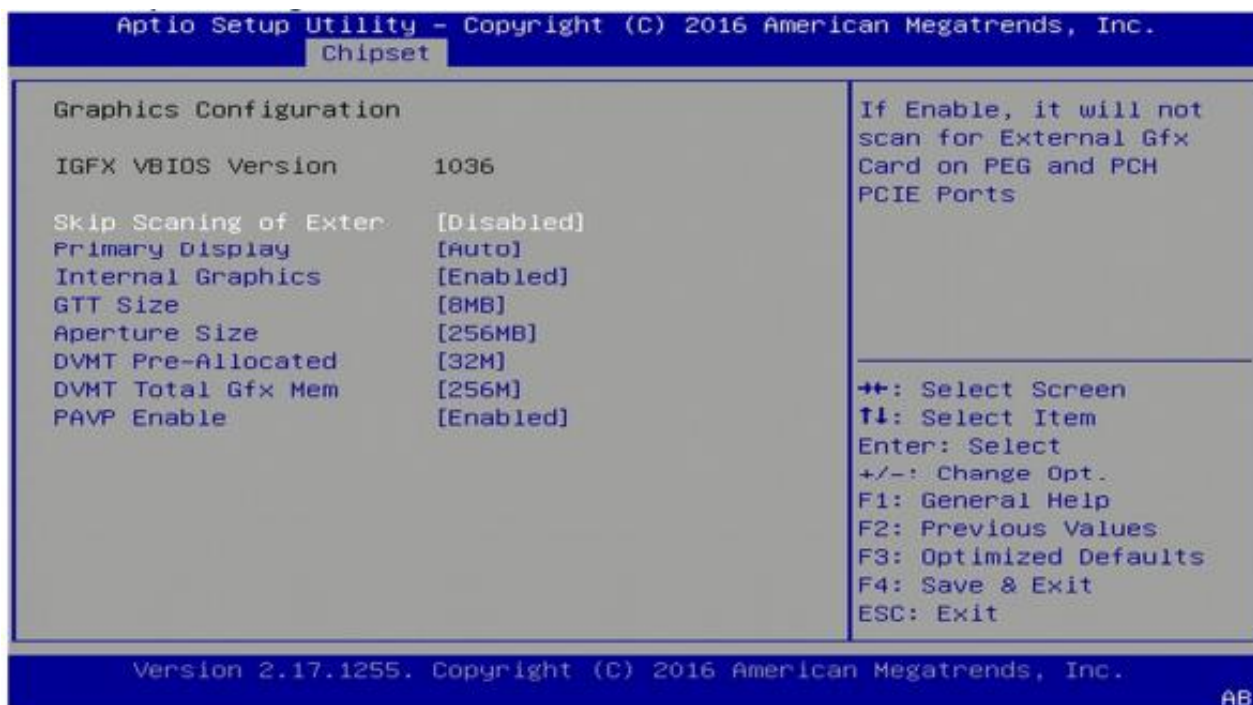 Aptio Setup Utility – Copyright (C) 2016 American Megatrends, Inc.
Chipset
Graphics Configuration
IGFX VBIOS Version 1036
Skip Scaning of Exter [Disabled]
Primary Display [Auto]
Internal Graphics [Enabled]
GTT Size [8MB]
Aperture Size [256MB]
DVMT Pre-Allocated [32M]
DVMT Total Gfx Mem [256M]
PAVP Enable [Enabled]
If Enable, it will not
scan for External Gfx
Card on PEG and PCH
PCIE Ports
→←: Select Screen
↑↓: Select Item
Enter: Select
+/-: Change Opt.
F1: General Help
F2: Previous Values
F3: Optimized Defaults
F4: Save & Exit
ESC: Exit
Version 2.17.1255. Copyright (C) 2016 American Megatrends, Inc.
AB